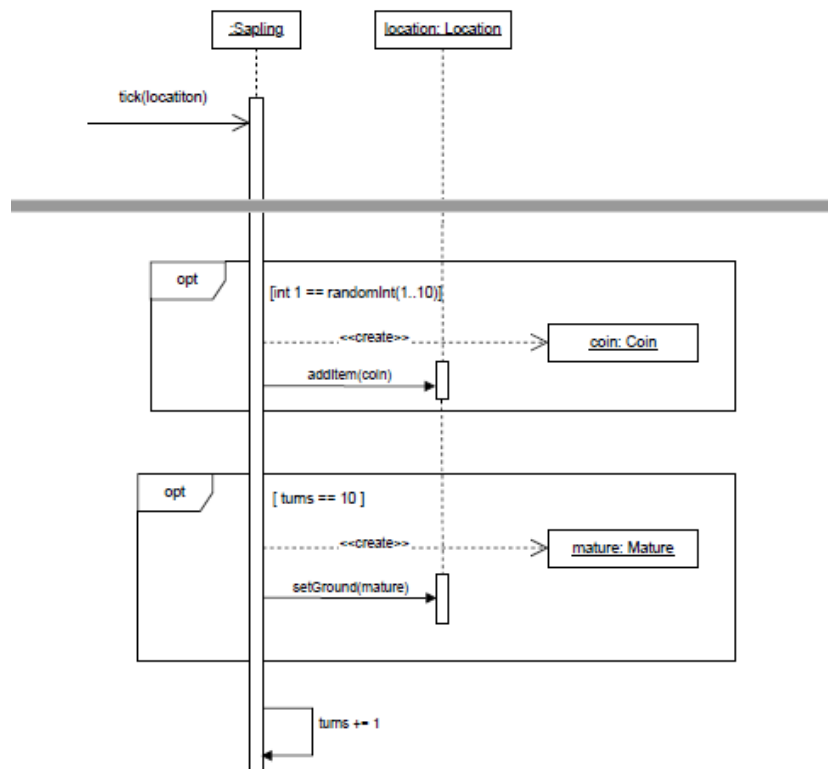 :Sapling
location: Location
tick(locatiton)
opt
[int 1 == randomInt(1..10)]
<<create>>
coin: Coin
addItem(coin)
opt
[ turns == 10 ]
<<create>>
mature: Mature
setGround(mature)
turns += 1